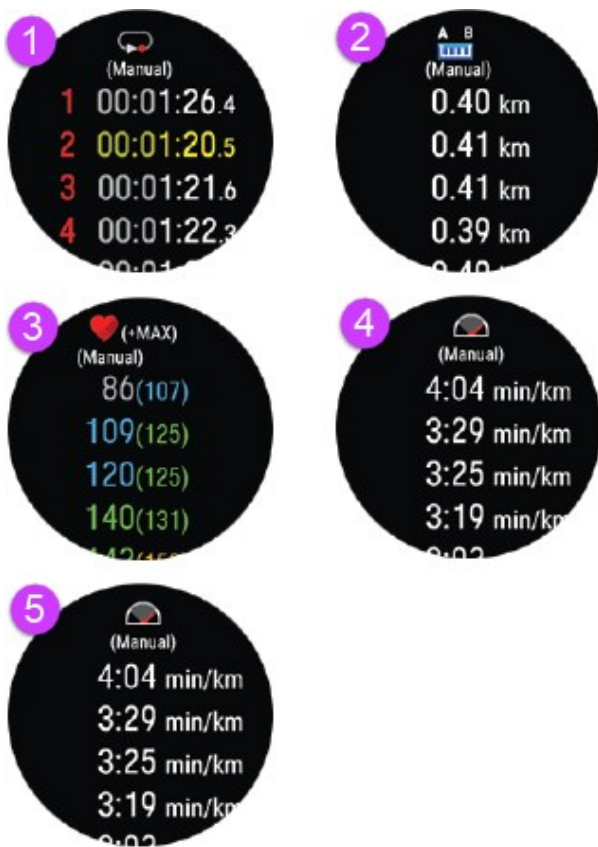 1
(Manual)
1 00:01:26.4
2 00:01:20.5
3 00:01:21.6
4 00:01:22.3
2
A B
(Manual)
0.40 km
0.41 km
0.41 km
0.39 km
3
(+MAX)
(Manual)
86(107)
109(125)
120(125)
140(131)
4
(Manual)
4:04 min/km
3:29 min/km
3:25 min/km
3:19 min/km
5
(Manual)
4:04 min/km
3:29 min/km
3:25 min/km
3:19 min/km